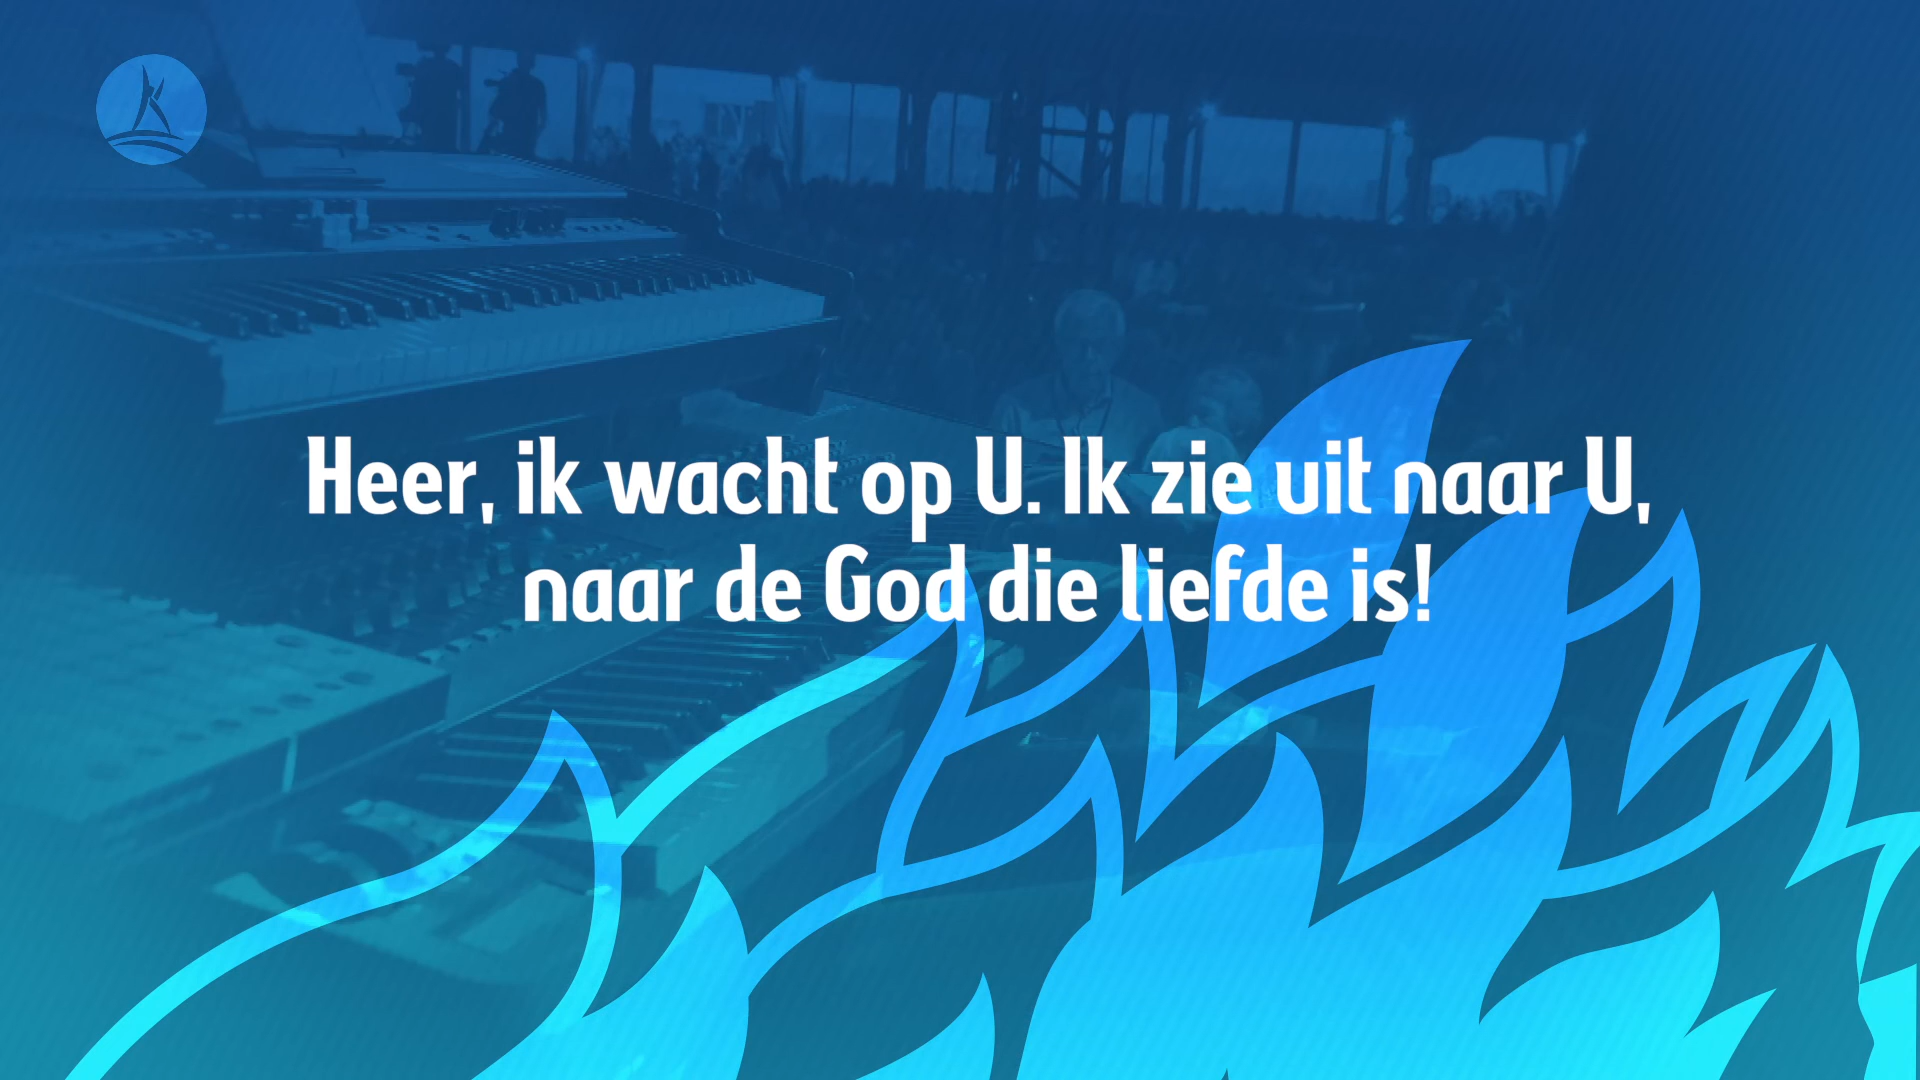 Heer, ik wacht op U. Ik zie uit naar U,
naar de God die liefde is!